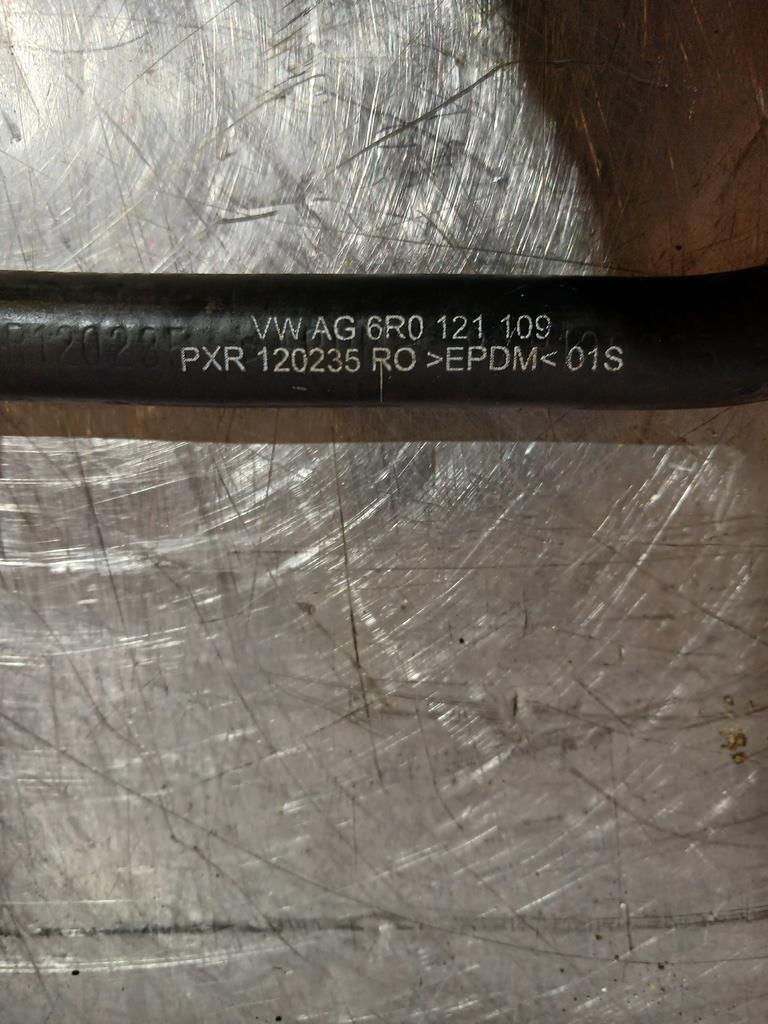 VW AG 6R0 121 109
PXR 120235 RO >EPDM< 01S